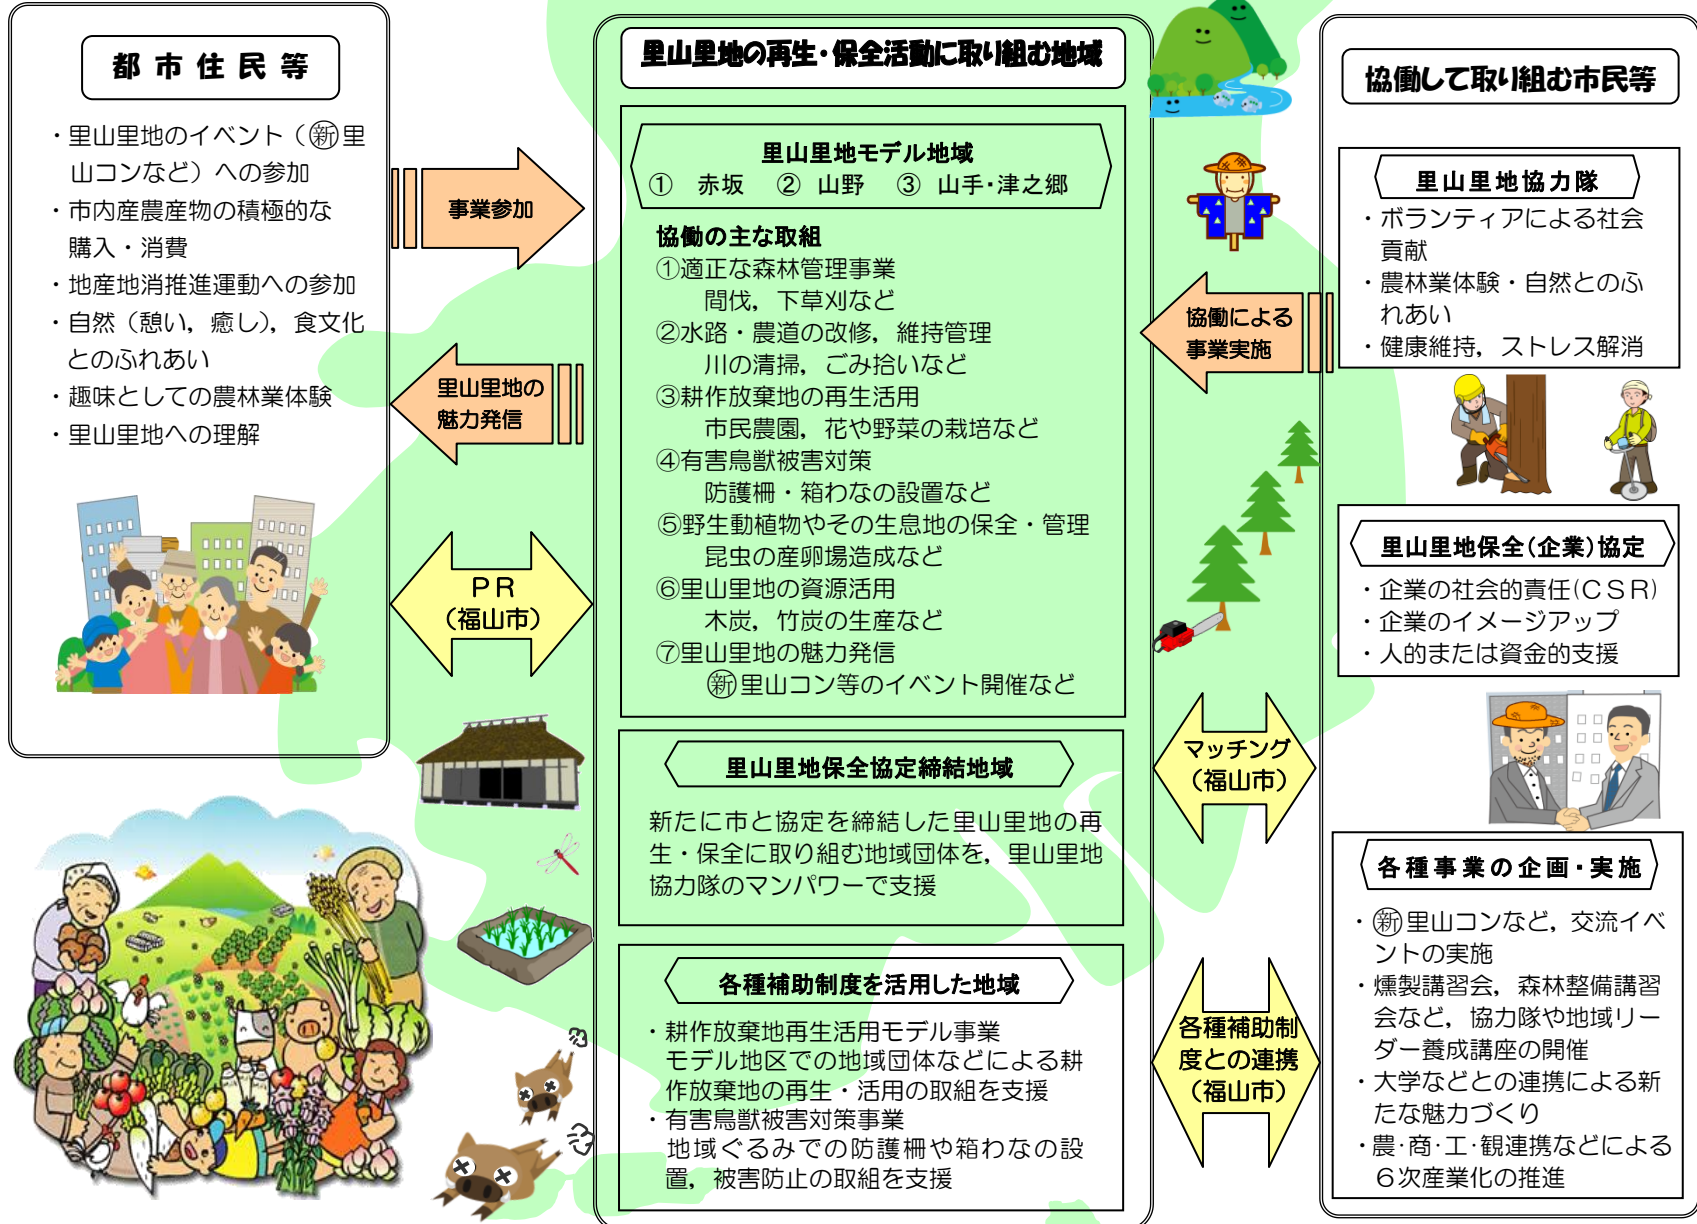 都市住民等
・里山里地のイベント（㊟新里
山コンなど）への参加
・市内産農産物の積極的な
購入・消費
・地産地消推進運動への参加
・自然（憩い，癒し），食文化
とのふれあい
・趣味としての農林業体験
・里山里地への理解
事業参加
里山里地の
魅力発信
ＰＲ
（福山市）
里山里地の再生・保全活動に取り組む地域
里山里地モデル地域
① 赤坂 ② 山野 ③ 山手・津之郷
協働の主な取組
①適正な森林管理事業
間伐，下草刈など
②水路・農道の改修，維持管理
川の清掃，ごみ拾いなど
③耕作放棄地の再生活用
市民農園，花や野菜の栽培など
④有害鳥獣被害対策
防護柵・箱わなの設置など
⑤野生動植物やその生息地の保全・管理
昆虫の産卵場造成など
⑥里山里地の資源活用
木炭，竹炭の生産など
⑦里山里地の魅力発信
新里山コン等のイベント開催など
里山里地保全協定締結地域
新たに市と協定を締結した里山里地の再
生・保全に取り組む地域団体を，里山里地
協力隊のマンパワーで支援
各種補助制度を活用した地域
・耕作放棄地再生活用モデル事業
モデル地区での地域団体などによる耕
作放棄地の再生・活用の取組を支援
・有害鳥獣被害対策事業
地域ぐるみでの防護柵や箱わなの設
置，被害防止の取組を支援
協働による
事業実施
マッチング
（福山市）
各種補助制
度との連携
（福山市）
協働して取り組む市民等
里山里地協力隊
・ボランティアによる社会
貢献
・農林業体験・自然とのふ
れあい
・健康維持，ストレス解消
里山里地保全(企業)協定
・企業の社会的責任(ＣＳＲ)
・企業のイメージアップ
・人的または資金的支援
各種事業の企画・実施
・新里山コンなど，交流イベ
ントの実施
・燻製講習会，森林整備講習
会など，協力隊や地域リー
ダー養成講座の開催
・大学などとの連携による新
たな魅力づくり
・農・商・工・観連携などによる
６次産業化の推進